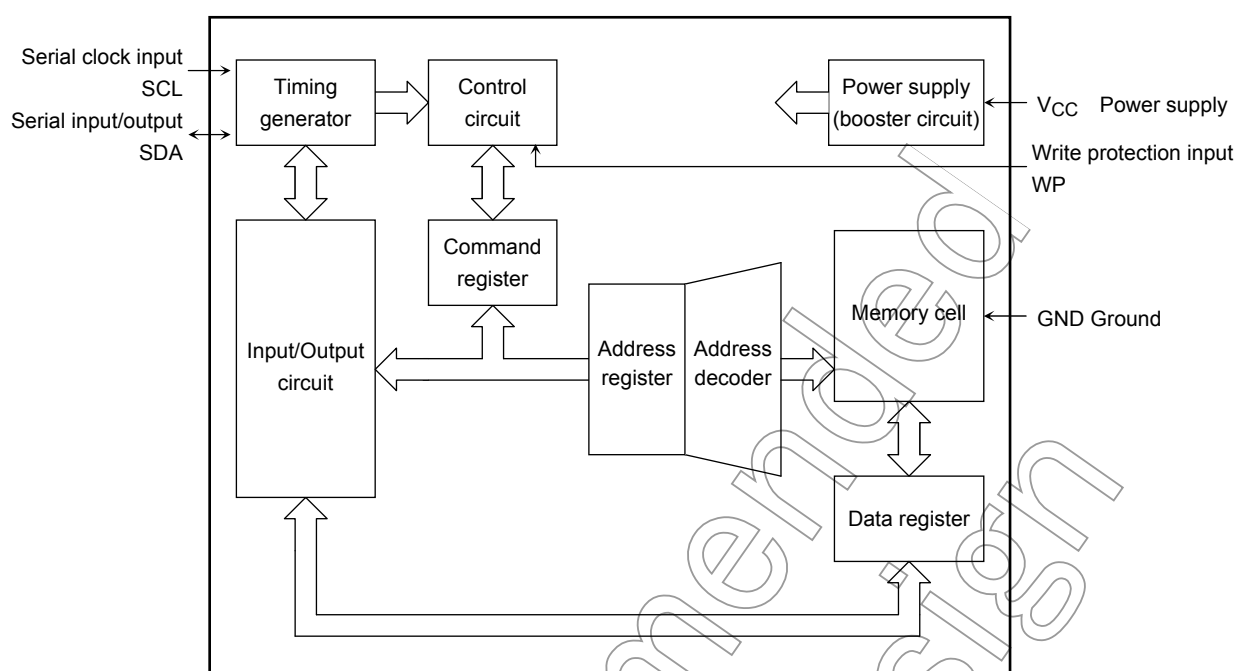 Serial clock input
SCL
Serial input/output
SDA
Timing
generator
Control
circuit
Power supply
(booster circuit)
VCC Power supply
Write protection input
WP
Command
register
Input/Output
circuit
Address
register
Address
decoder
Memory cell
GND Ground
Data register
mended
sign